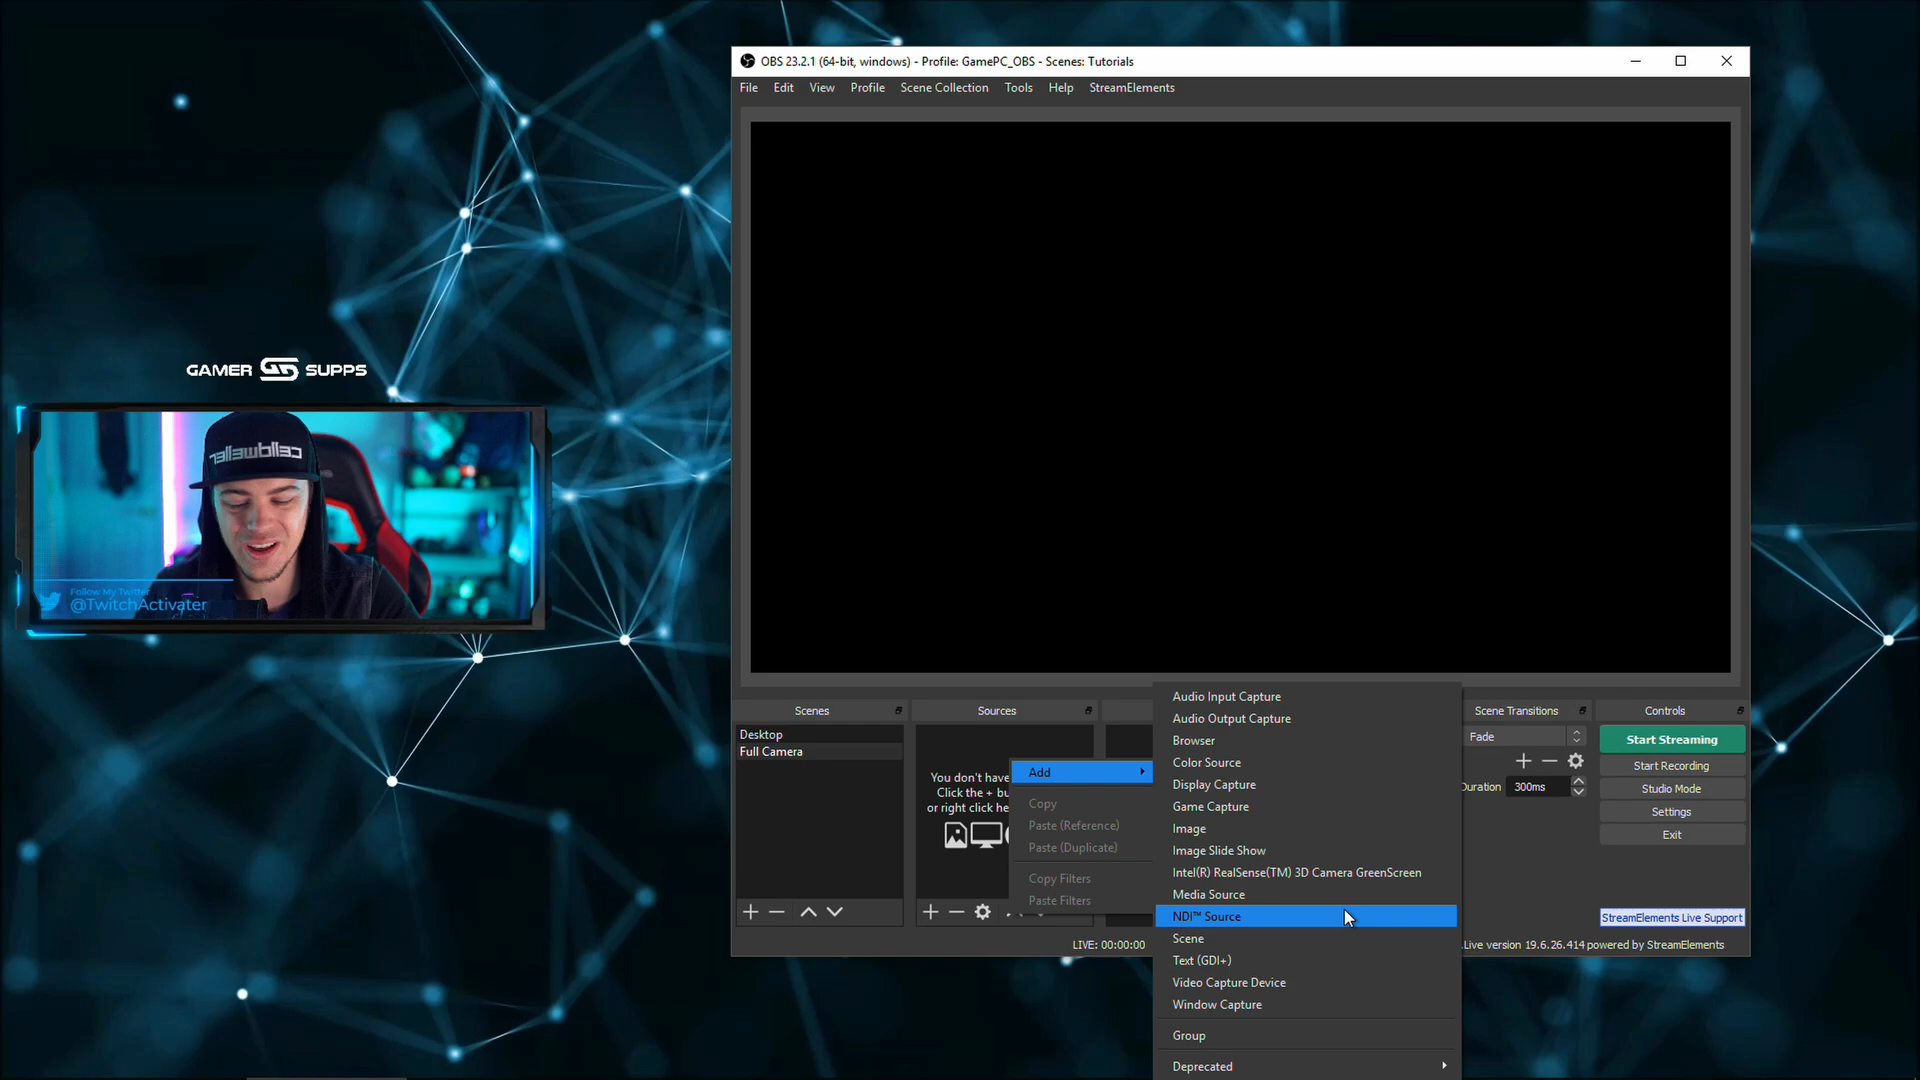 OBS 23.2.1 (64-bit, windows) - Profile: GamePC_OBS - Scenes: Tutorials
File Edit View Profile Scene Collection Tools Help StreamElements
GAMER SUPPS
celldweller
Follow My Twitter
@TwitchActivater
Scenes
Desktop
Full Camera
Sources
You don't have
Click the + bu
or right click he
Add
Copy
Paste (Reference)
Paste (Duplicate)
Copy Filters
Paste Filters
Audio Input Capture
Audio Output Capture
Browser
Color Source
Display Capture
Game Capture
Image
Image Slide Show
Intel(R) RealSense(TM) 3D Camera GreenScreen
Media Source
NDI™ Source
Scene
Text (GDI+)
Video Capture Device
Window Capture
Group
Deprecated
Scene Transitions
Fade
Duration 300ms
Controls
Start Streaming
Start Recording
Studio Mode
Settings
Exit
StreamElements Live Support
LIVE: 00:00:00
.Live version 19.6.26.414 powered by StreamElements